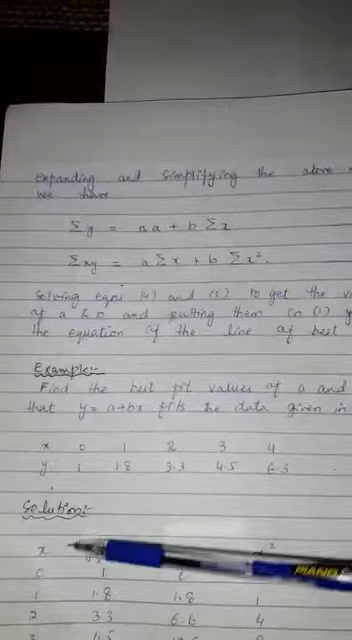 expanding and simplifying the above
we have
Σy = na + b Σx
Σxy = a Σx + b Σx².
Solving eqns (4) and (5) to get the
of a & b and putting them in (1)
the equation of the line of best
Example:-
Find the best fit values of a and
that y = a+bx fits the data given in
x 0 1 2 3 4
y 1 1.8 3.3 4.5 6.3
Solution:-
x
0 1
1 1.8 1.8 1
2 3.3 6.6 4
4.5